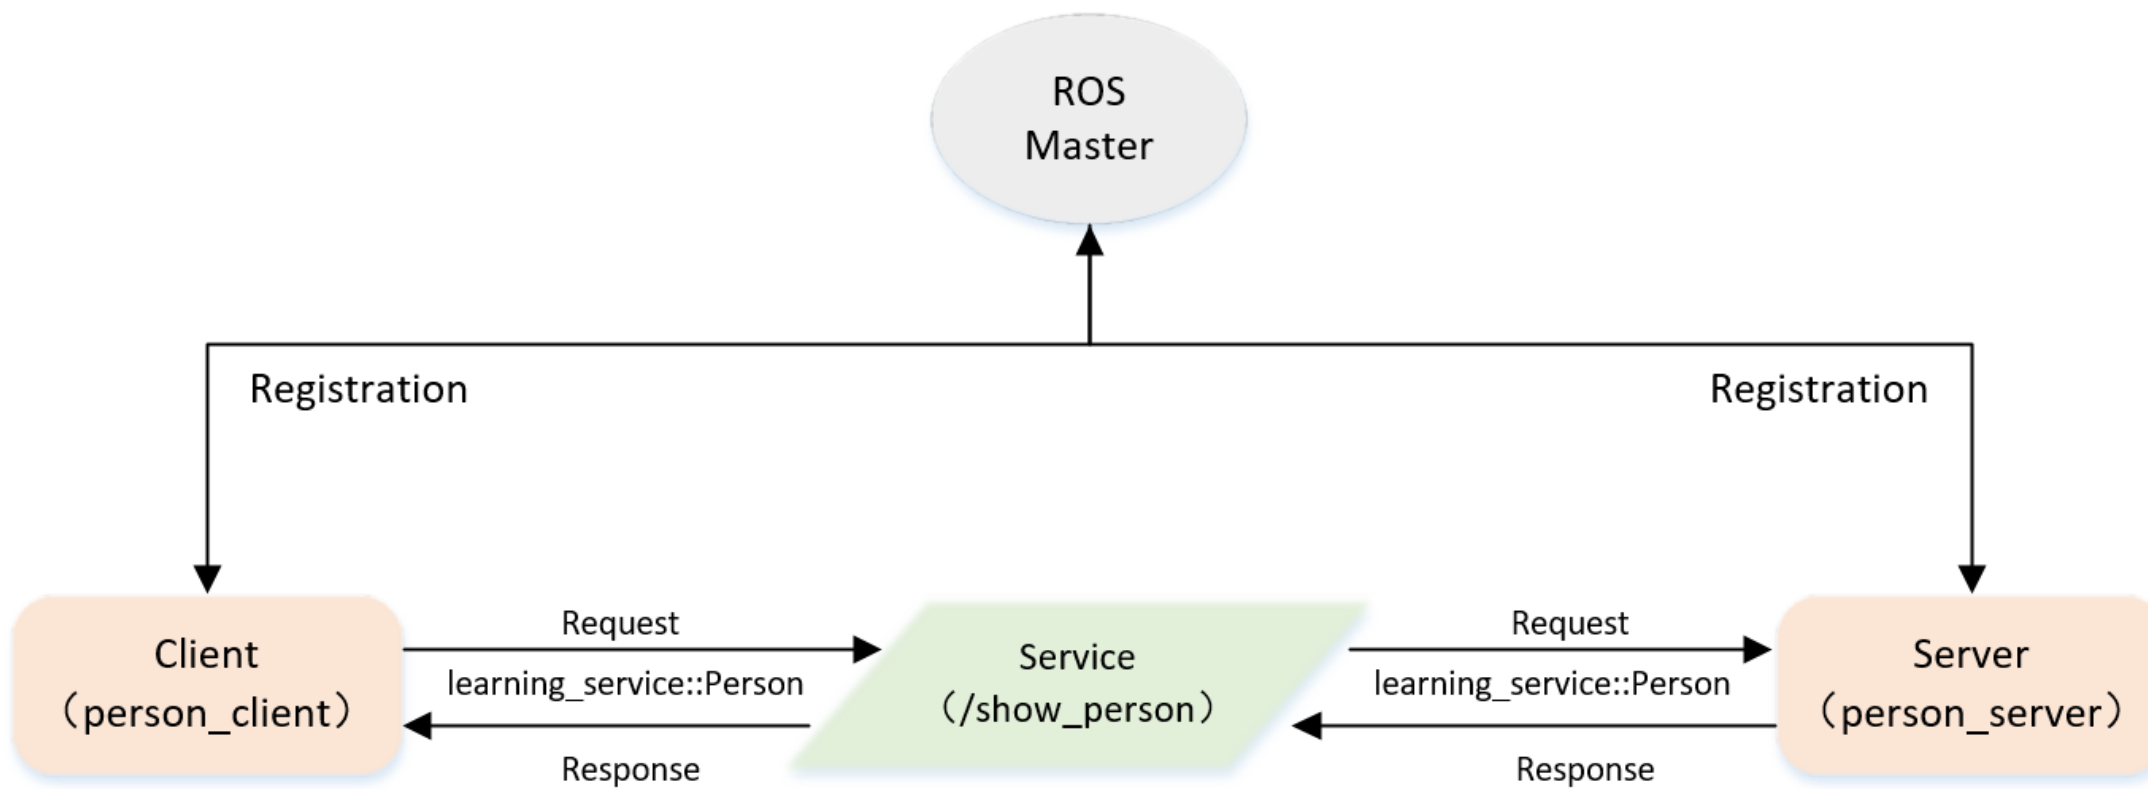 ROS
Master
Registration
Registration
Client
（person_client）
Request
learning_service::Person
Response
Service
（/show_person）
Request
learning_service::Person
Response
Server
（person_server）